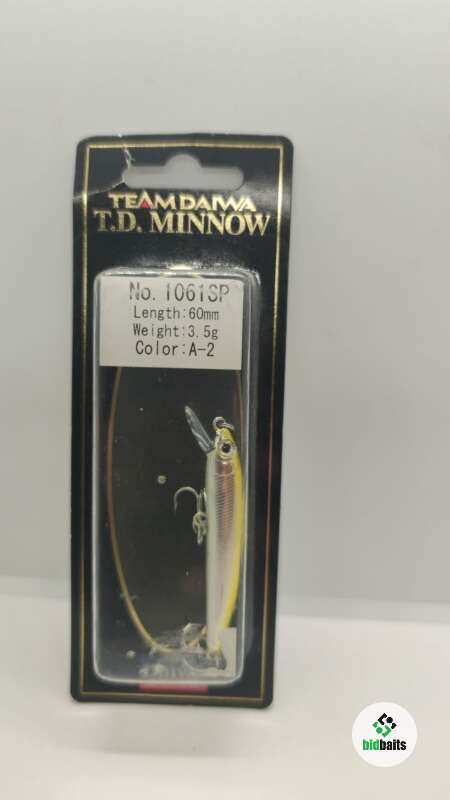 TEAM DAIWA
T.D. MINNOW
No. 1061SP
Length:60mm
Weight:3.5g
Color:A-2
bidbaits